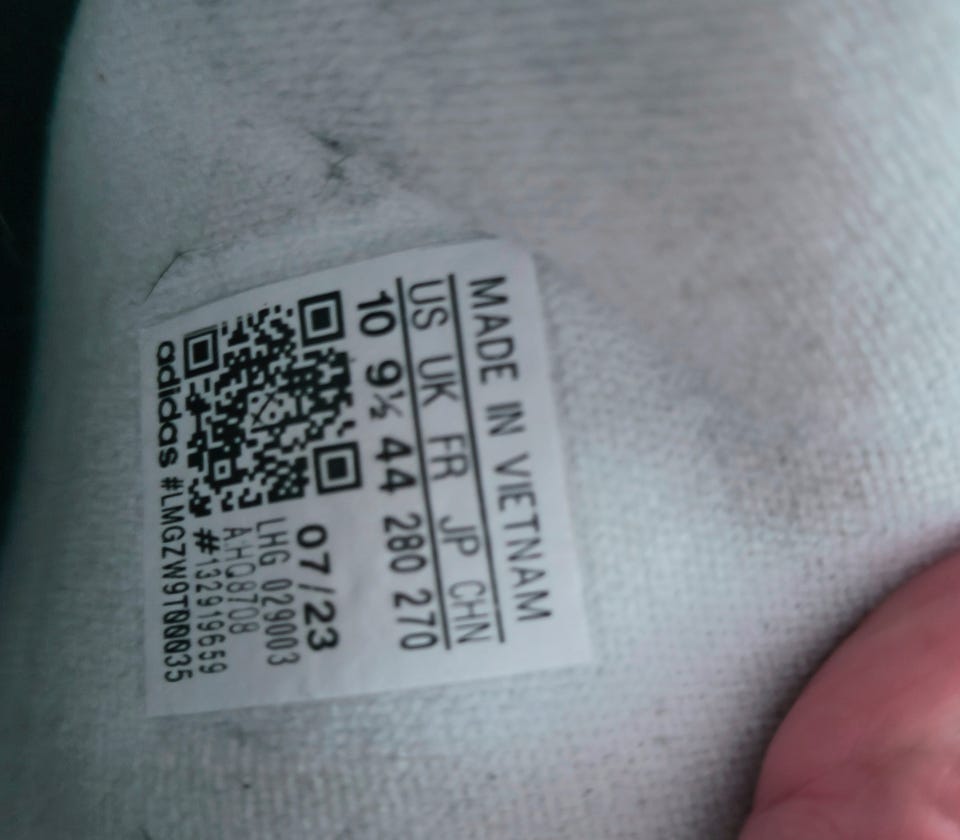 MADE IN VIETNAM
US UK FR JP CHN
10 9½ 44 280 270
07/23
LHG 029003
AHQ8708
#132919659
adidas #LMGZW9T00035